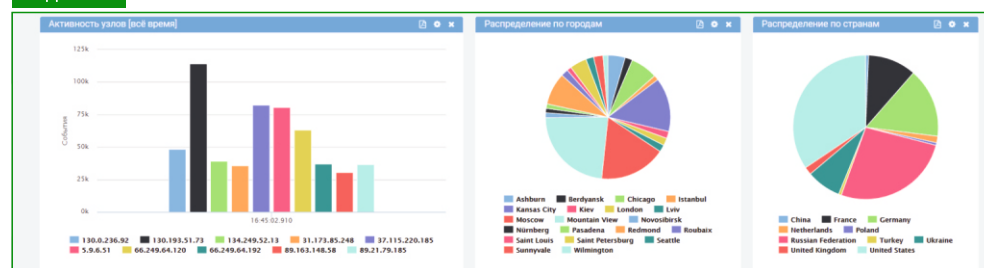 Активность узлов [всё время]
125k
100k
75k
50k
25k
0k
События
16:45:02.910
130.0.236.92 130.193.51.73 134.249.52.13 31.173.85.248 37.115.220.185
5.9.6.51 66.249.64.120 66.249.64.192 89.163.148.58 89.21.79.185
Распределение по городам
Ashburn Berdyansk Chicago Istanbul
Kansas City Kiev London Lviv
Moscow Mountain View Novosibirsk
Nürnberg Pasadena Redmond Roubaix
Saint Louis Saint Petersburg Seattle
Sunnyvale Wilmington
Распределение по странам
China France Germany
Netherlands Poland
Russian Federation Turkey Ukraine
United Kingdom United States